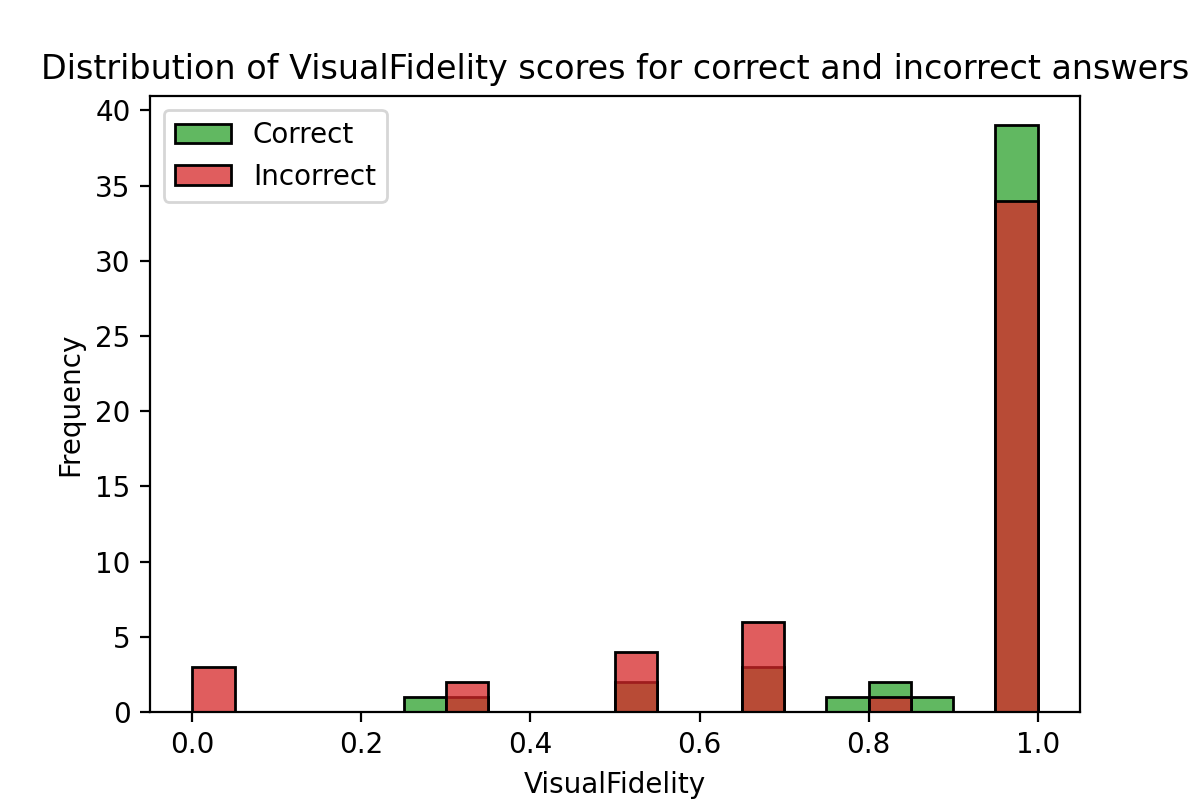 Distribution of VisualFidelity scores for correct and incorrect answers
Correct
Incorrect
40
35
30
25
20
15
10
5
0
Frequency
0.0 0.2 0.4 0.6 0.8 1.0
VisualFidelity